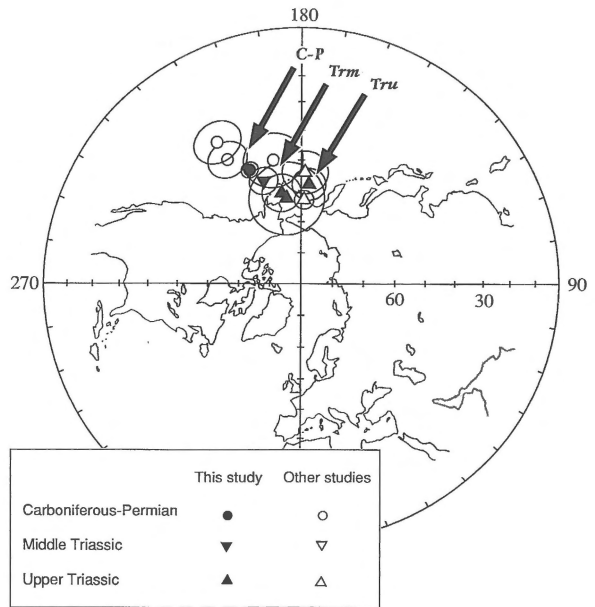 180
C-P
Trm
Tru
270
60
30
90
This study
Other studies
Carboniferous-Permian
Middle Triassic
Upper Triassic